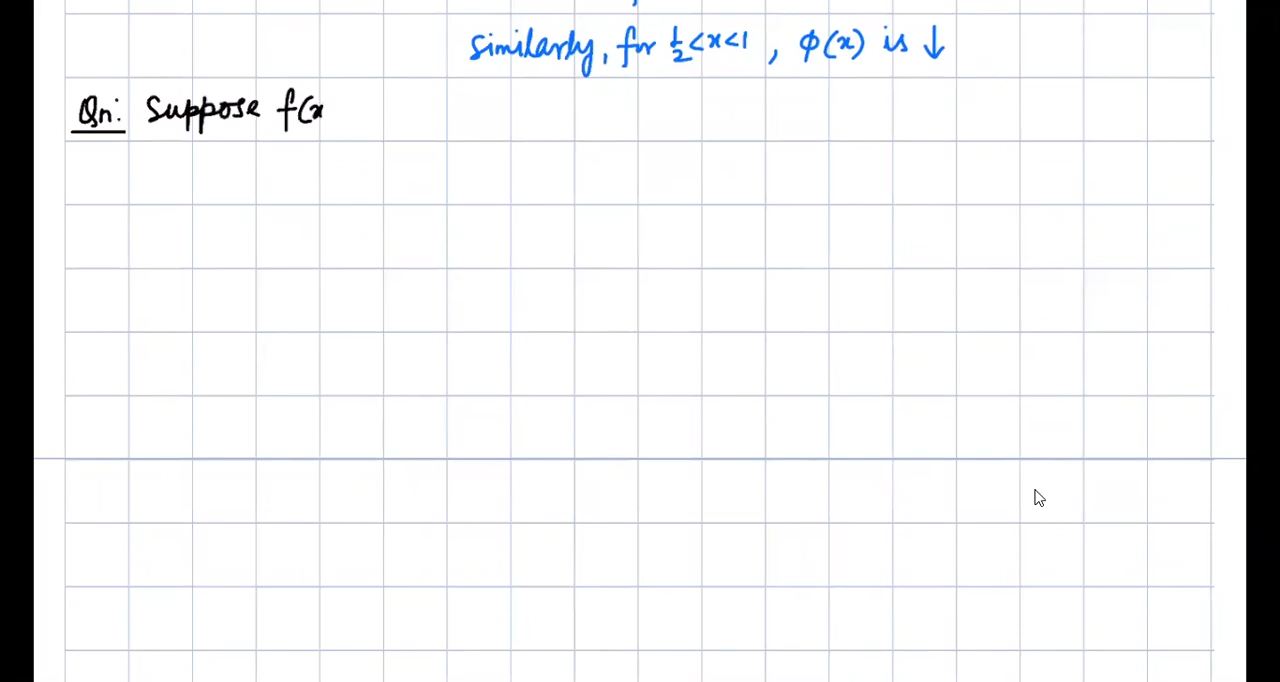 similarly, for 1/2 < x < 1, φ(x) is ↓
Qn: Suppose f(x